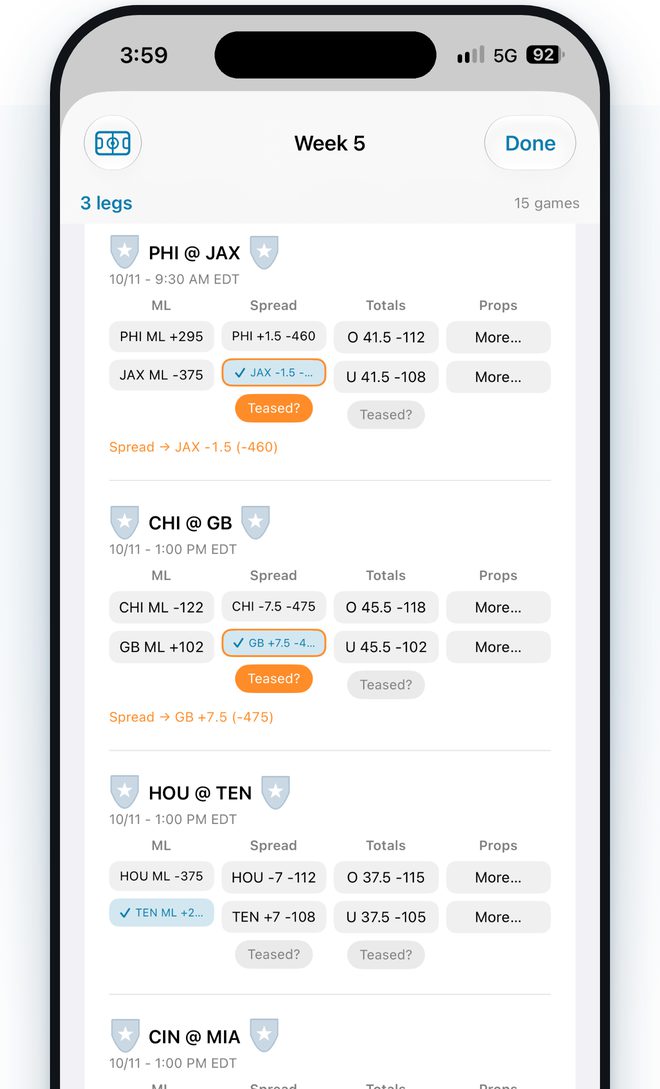 3:59 5G 92
Week 5 Done
3 legs 15 games
PHI @ JAX
10/11 - 9:30 AM EDT
ML Spread Totals Props
PHI ML +295 PHI +1.5 -460 O 41.5 -112 More...
JAX ML -375 JAX -1.5 -... U 41.5 -108 More...
Teased? Teased?
Spread → JAX -1.5 (-460)
CHI @ GB
10/11 - 1:00 PM EDT
ML Spread Totals Props
CHI ML -122 CHI -7.5 -475 O 45.5 -118 More...
GB ML +102 GB +7.5 -4... U 45.5 -102 More...
Teased? Teased?
Spread → GB +7.5 (-475)
HOU @ TEN
10/11 - 1:00 PM EDT
ML Spread Totals Props
HOU ML -375 HOU -7 -112 O 37.5 -115 More...
TEN ML +2... TEN +7 -108 U 37.5 -105 More...
Teased? Teased?
CIN @ MIA
10/11 - 1:00 PM EDT
ML Spread Totals Props